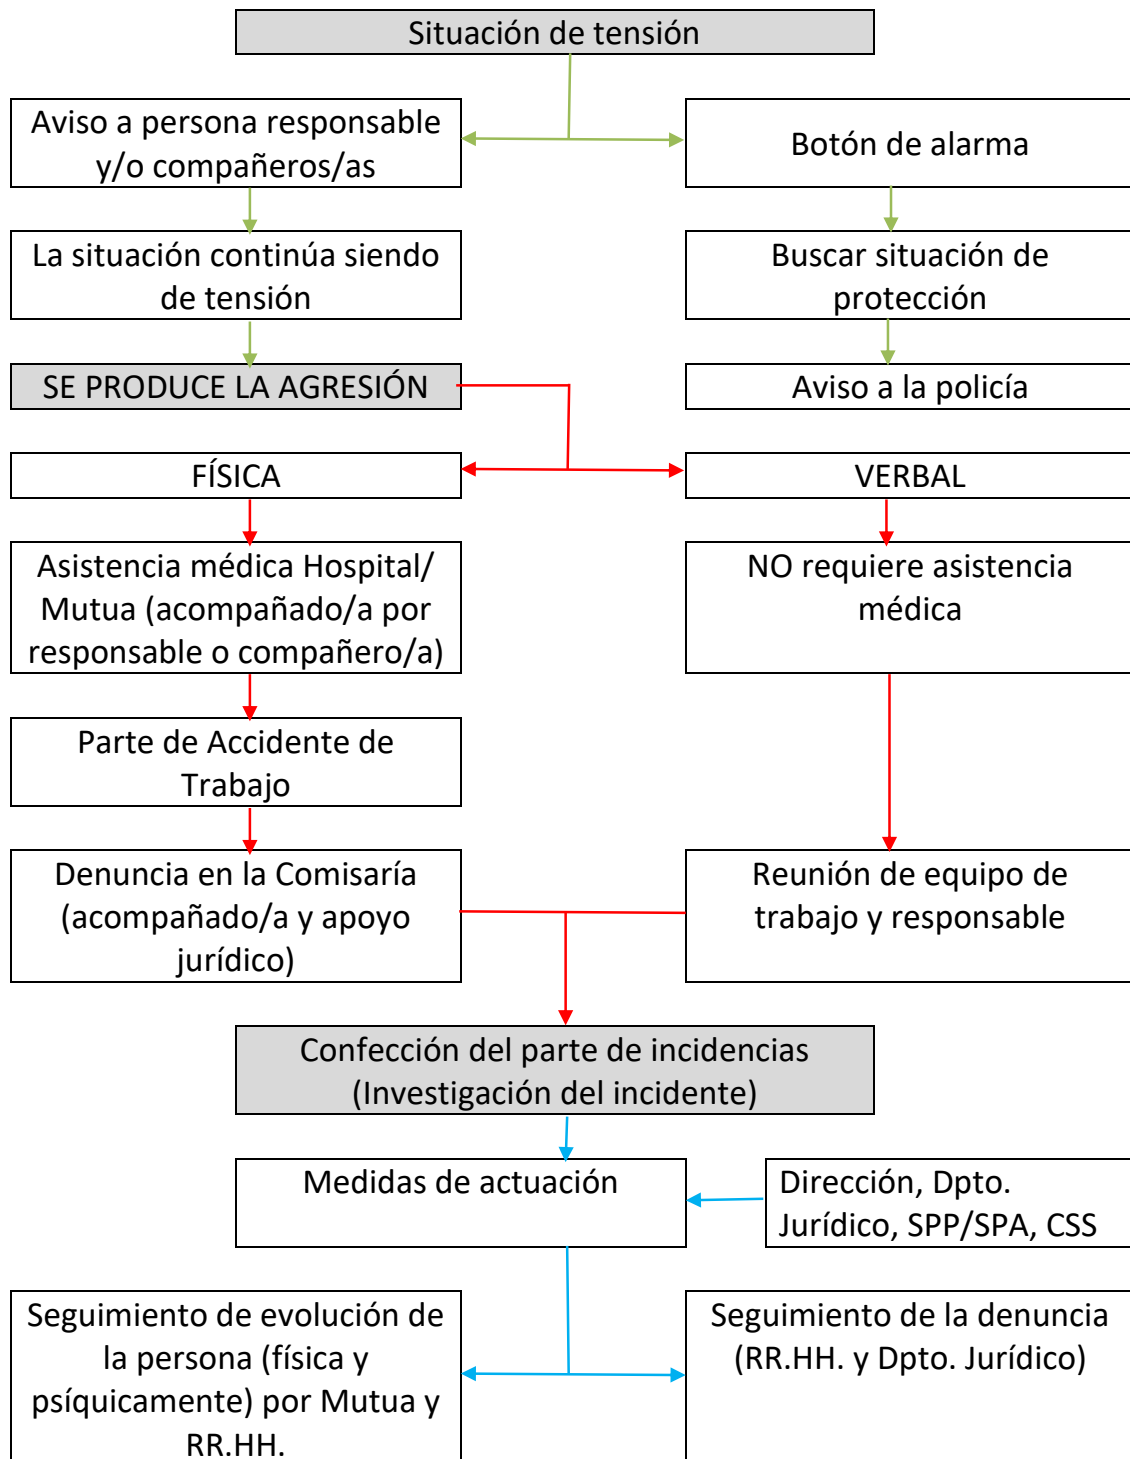 Situación de tensión
Aviso a persona responsable
y/o compañeros/as
Botón de alarma
La situación continúa siendo
de tensión
Buscar situación de
protección
SE PRODUCE LA AGRESIÓN
Aviso a la policía
FÍSICA
VERBAL
Asistencia médica Hospital/
Mutua (acompañado/a por
responsable o compañero/a)
NO requiere asistencia
médica
Parte de Accidente de
Trabajo
Denuncia en la Comisaría
(acompañado/a y apoyo
jurídico)
Reunión de equipo de
trabajo y responsable
Confección del parte de incidencias
(Investigación del incidente)
Medidas de actuación
Dirección, Dpto.
Jurídico, SPP/SPA, CSS
Seguimiento de evolución de
la persona (física y
psíquicamente) por Mutua y
RR.HH.
Seguimiento de la denuncia
(RR.HH. y Dpto. Jurídico)